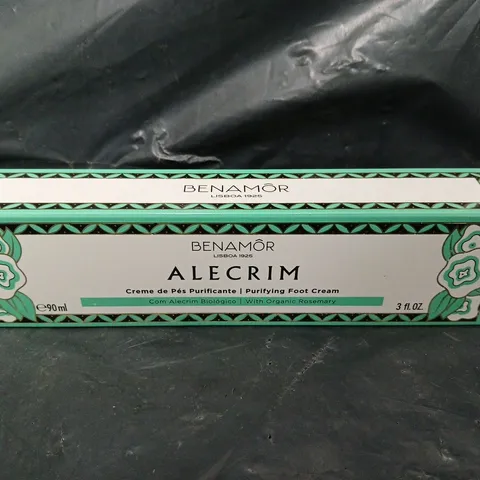 BENAMÔR
LISBOA 1925
BENAMÔR
LISBOA 1925
ALECRIM
Creme de Pés Purificante | Purifying Foot Cream
Com Alecrim Biológico | With Organic Rosemary
℮90ml
3 fl.OZ.